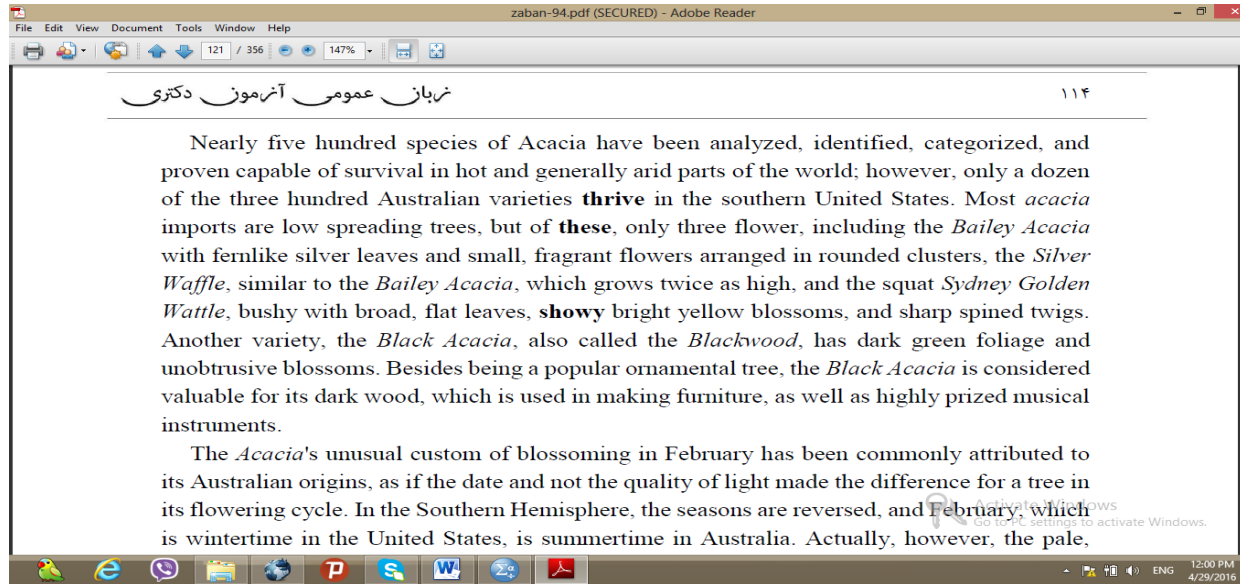 zaban-94.pdf (SECURED) - Adobe Reader
File Edit View Document Tools Window Help
121 / 356 147%
زبان عمومی آزمون دکتری ۱۱۴
Nearly five hundred species of Acacia have been analyzed, identified, categorized, and
proven capable of survival in hot and generally arid parts of the world; however, only a dozen
of the three hundred Australian varieties thrive in the southern United States. Most acacia
imports are low spreading trees, but of these, only three flower, including the Bailey Acacia
with fernlike silver leaves and small, fragrant flowers arranged in rounded clusters, the Silver
Waffle, similar to the Bailey Acacia, which grows twice as high, and the squat Sydney Golden
Wattle, bushy with broad, flat leaves, showy bright yellow blossoms, and sharp spined twigs.
Another variety, the Black Acacia, also called the Blackwood, has dark green foliage and
unobtrusive blossoms. Besides being a popular ornamental tree, the Black Acacia is considered
valuable for its dark wood, which is used in making furniture, as well as highly prized musical
instruments.
The Acacia's unusual custom of blossoming in February has been commonly attributed to
its Australian origins, as if the date and not the quality of light made the difference for a tree in
its flowering cycle. In the Southern Hemisphere, the seasons are reversed, and February, which
is wintertime in the United States, is summertime in Australia. Actually, however, the pale,
Activate Windows
Go to PC settings to activate Windows.
ENG 12:00 PM
4/29/2016